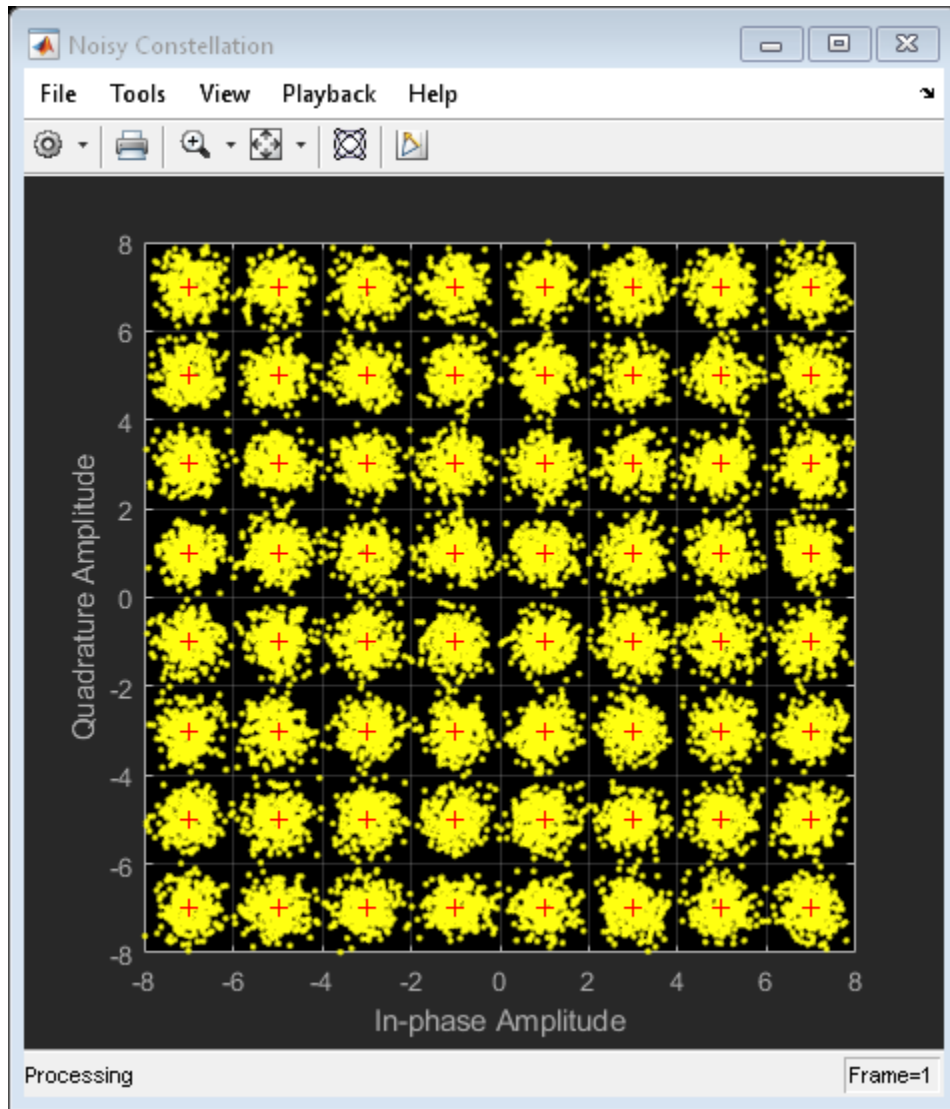 Noisy Constellation
File Tools View Playback Help
8
6
4
2
0
-2
-4
-6
-8
Quadrature Amplitude
-8 -6 -4 -2 0 2 4 6 8
In-phase Amplitude
Processing Frame=1